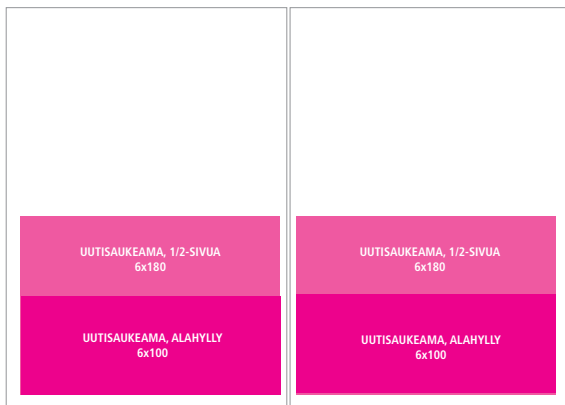 UUTISAUKEAMA, 1/2-SIVUA
6x180
UUTISAUKEAMA, ALAHYLLY
6x100
UUTISAUKEAMA, 1/2-SIVUA
6x180
UUTISAUKEAMA, ALAHYLLY
6x100